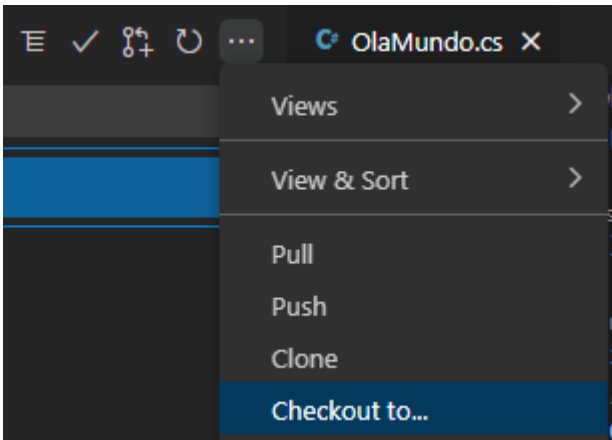 OlaMundo.cs
Views
View & Sort
Pull
Push
Clone
Checkout to...